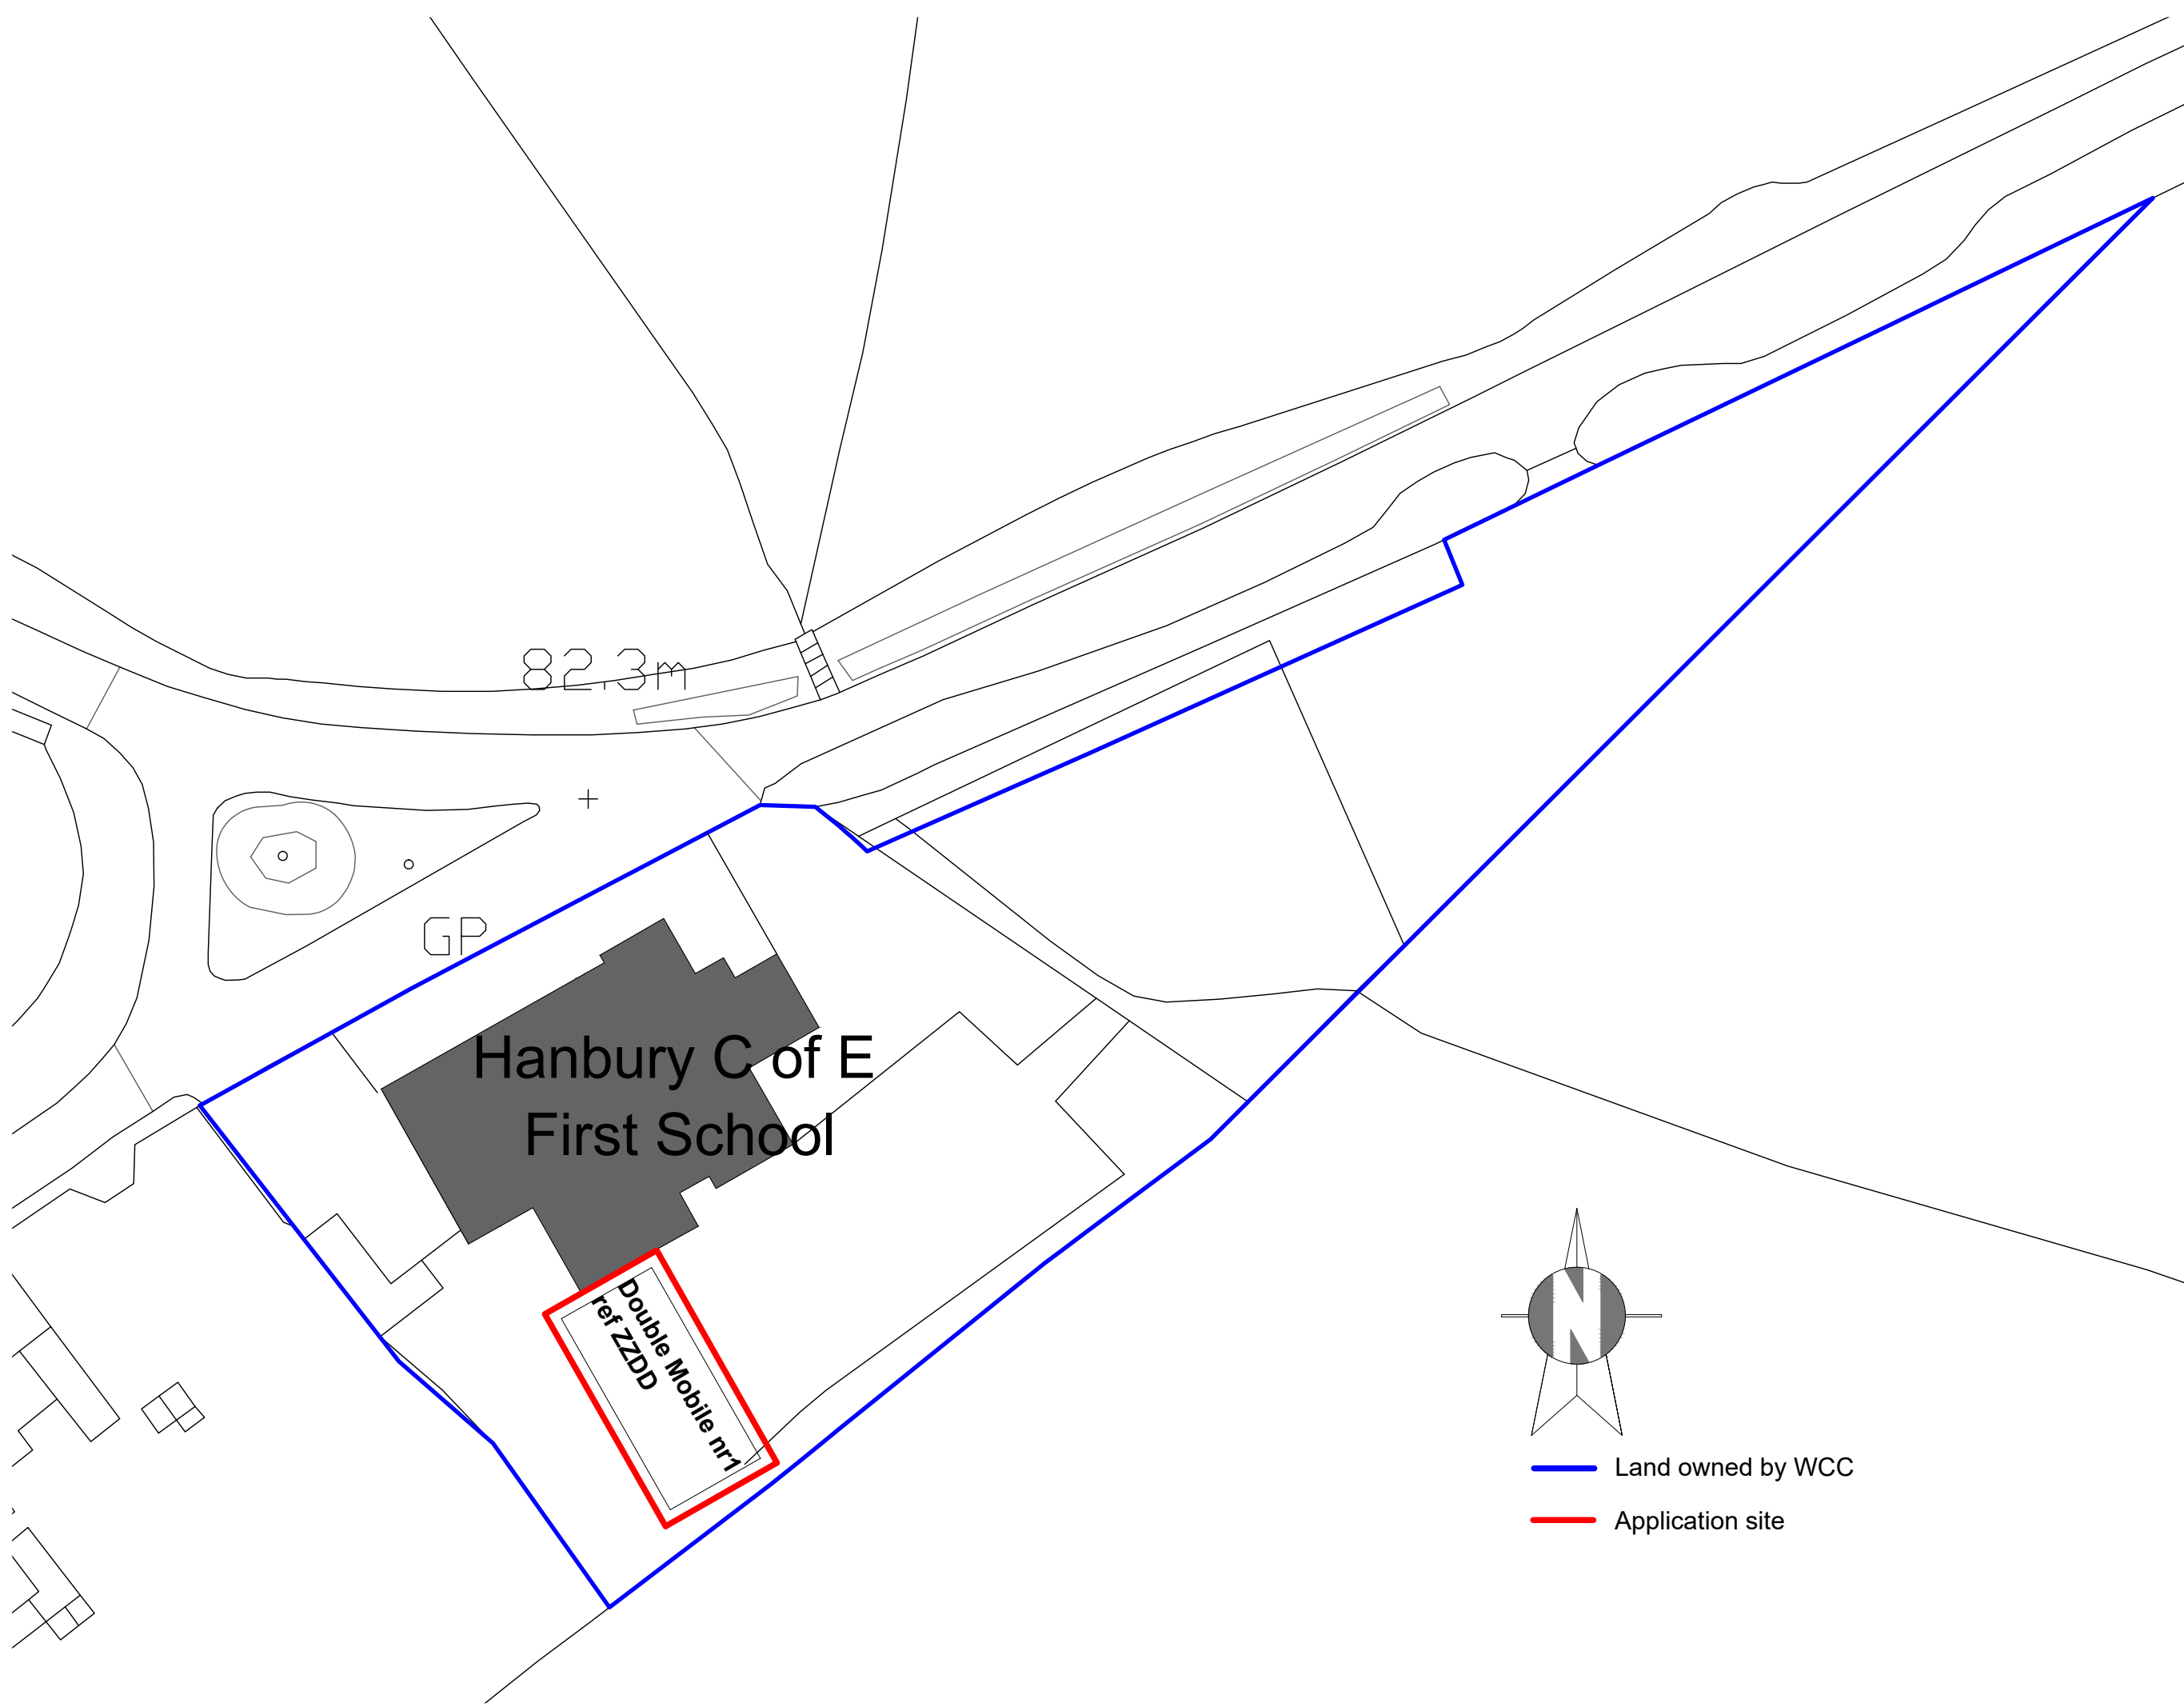 82.3m
GP
Hanbury C of E
First School
Double Mobile nr1
ref ZZDD
N
Land owned by WCC
Application site